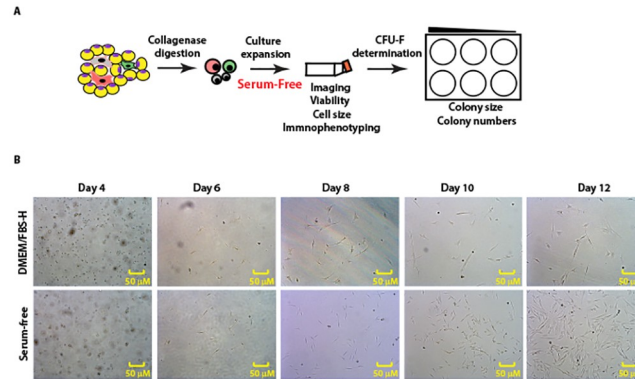 A
Collagenase
digestion
Culture
expansion
Serum-Free
Imaging
Viability
Cell size
Immnophenotyping
CFU-F
determination
Colony size
Colony numbers
B
Day 4
Day 6
Day 8
Day 10
Day 12
DMEM/FBS-H
50 µM
50 µM
50 µM
50 µM
50 µM
Serum-free
50 µM
50 µM
50 µM
50 µM
50 µM